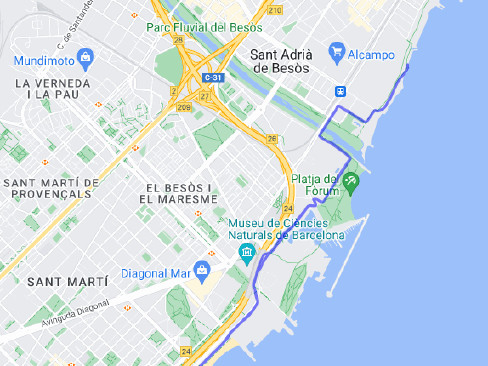 C. de Santander
210
Parc Fluvial del Besòs
Mundimoto
Sant Adrià
de Besòs
Alcampo
LA VERNEDA
I LA PAU
C-31
27
209
26
SANT MARTÍ DE
PROVENÇALS
EL BESÒS I
EL MARESME
Platja del
Fòrum
24
Museu de Ciències
Naturals de Barcelona
Diagonal Mar
SANT MARTÍ
Avinguda Diagonal
24